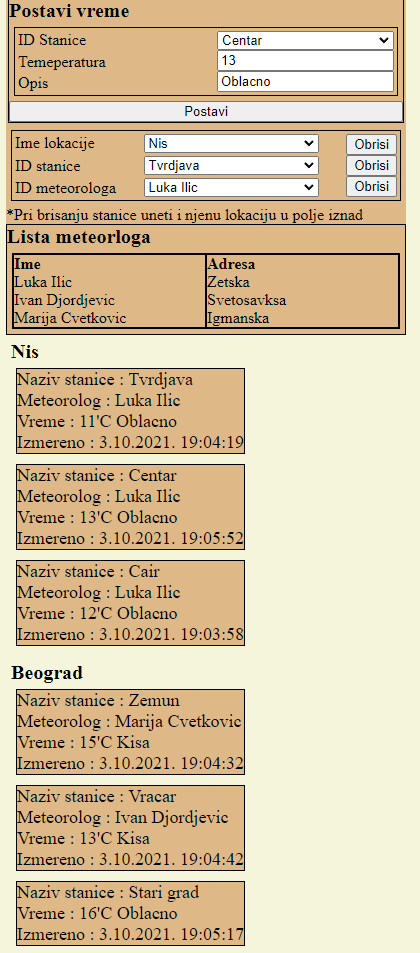 Postavi vreme
ID Stanice Centar
Temeperatura 13
Opis Oblacno
Postavi
Ime lokacije Nis Obrisi
ID stanice Tvrdjava Obrisi
ID meteorologa Luka Ilic Obrisi
*Pri brisanju stanice uneti i njenu lokaciju u polje iznad
Lista meteorloga
Ime Adresa
Luka Ilic Zetska
Ivan Djordjevic Svetosavksa
Marija Cvetkovic Igmanska
Nis
Naziv stanice : Tvrdjava
Meteorolog : Luka Ilic
Vreme : 11'C Oblacno
Izmereno : 3.10.2021. 19:04:19
Naziv stanice : Centar
Meteorolog : Luka Ilic
Vreme : 13'C Oblacno
Izmereno : 3.10.2021. 19:05:52
Naziv stanice : Cair
Meteorolog : Luka Ilic
Vreme : 12'C Oblacno
Izmereno : 3.10.2021. 19:03:58
Beograd
Naziv stanice : Zemun
Meteorolog : Marija Cvetkovic
Vreme : 15'C Kisa
Izmereno : 3.10.2021. 19:04:32
Naziv stanice : Vracar
Meteorolog : Ivan Djordjevic
Vreme : 13'C Kisa
Izmereno : 3.10.2021. 19:04:42
Naziv stanice : Stari grad
Vreme : 16'C Oblacno
Izmereno : 3.10.2021. 19:05:17